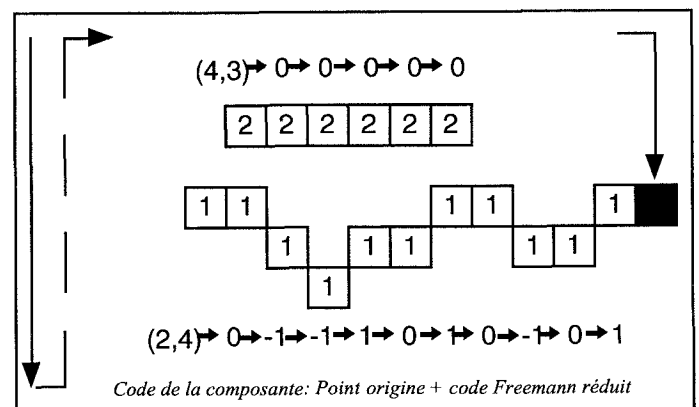 (4,3)→ 0→ 0→ 0→ 0→ 0
2 2 2 2 2 2
1 1 1 1 1
1 1 1 1 1
1
(2,4)→ 0→-1→-1→ 1→ 0→ 1→ 0→-1→ 0→ 1
Code de la composante: Point origine + code Freemann réduit